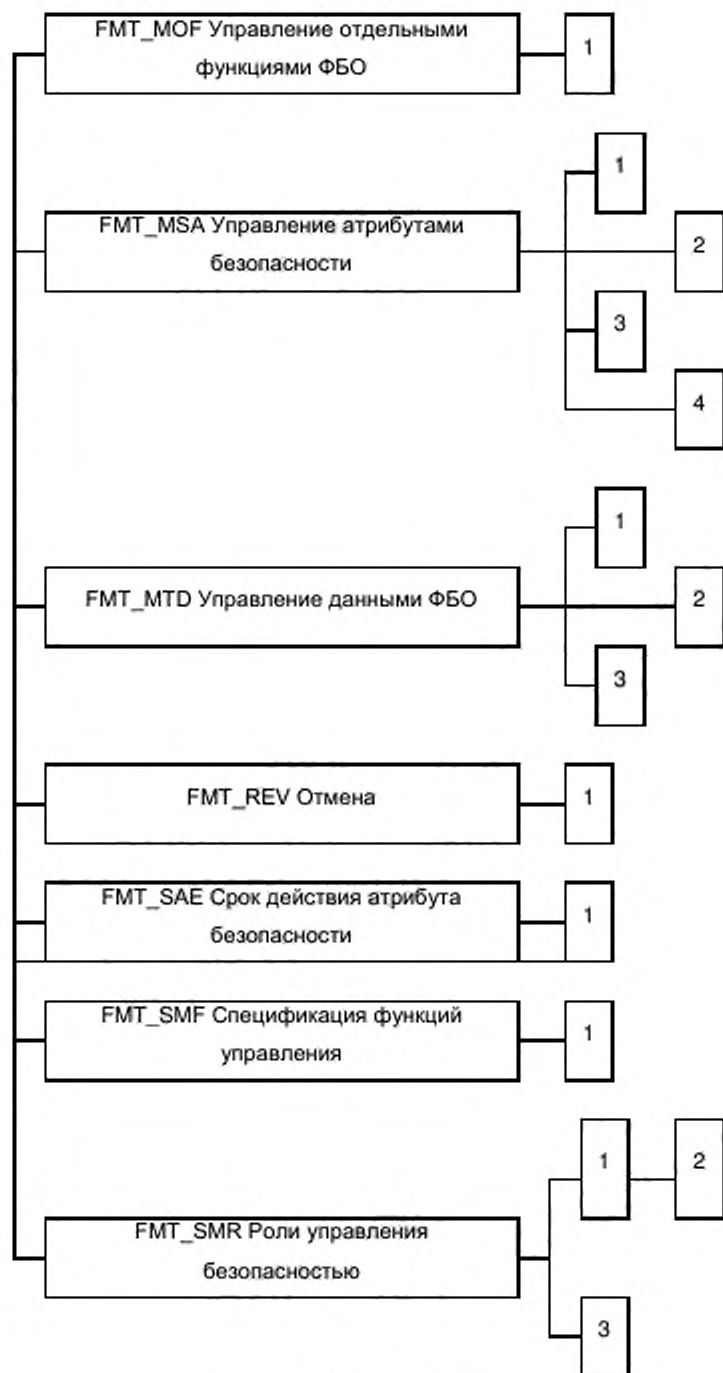 FMT_MOF Управление отдельными
функциями ФБО
1
1
FMT_MSA Управление атрибутами
безопасности
2
3
4
1
FMT_MTD Управление данными ФБО
2
3
FMT_REV Отмена
1
FMT_SAE Срок действия атрибута
безопасности
1
FMT_SMF Спецификация функций
управления
1
1
2
FMT_SMR Роли управления
безопасностью
3